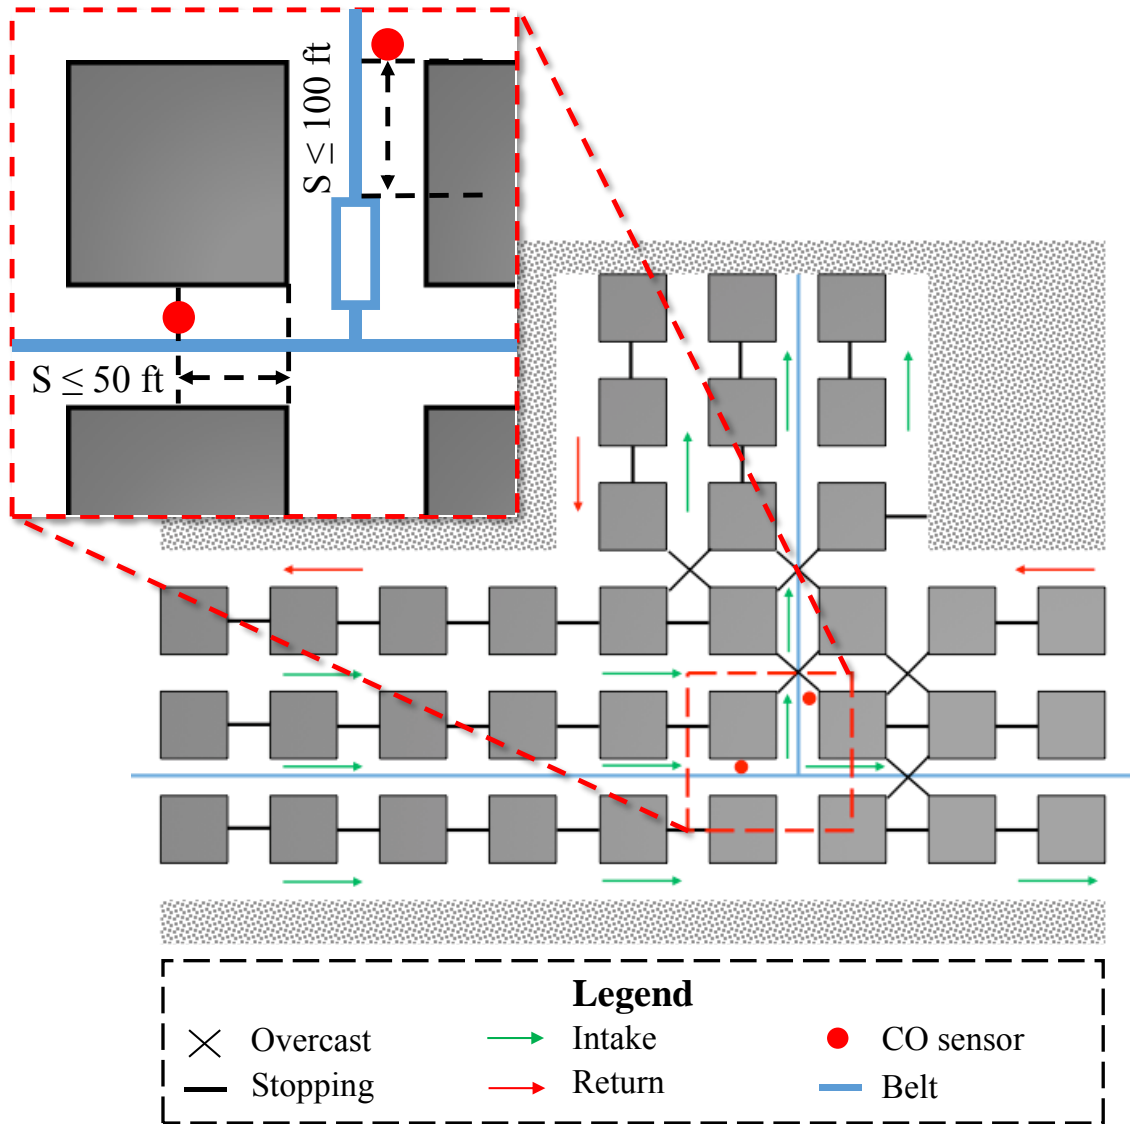 S ≤ 100 ft
S ≤ 50 ft
Legend
Overcast
Intake
CO sensor
Stopping
Return
Belt